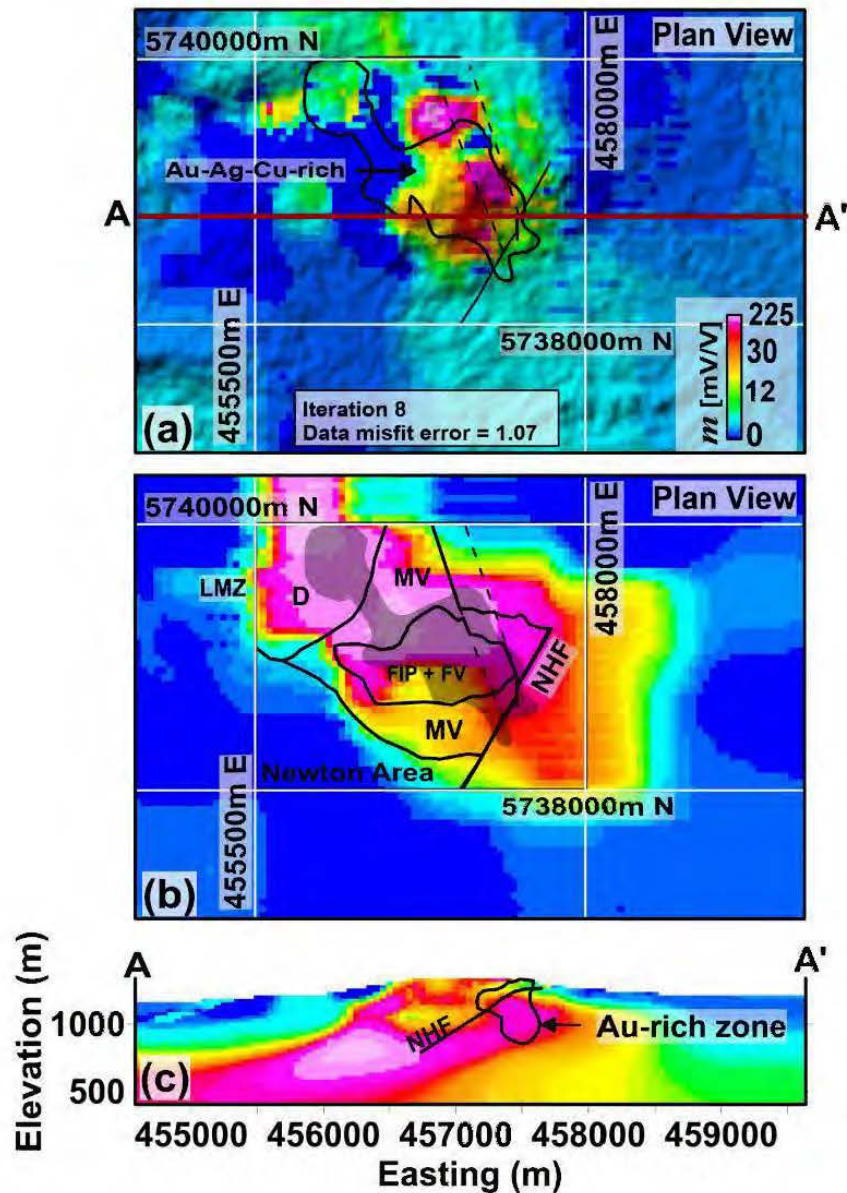 5740000m N
Plan View
458000m E
Au-Ag-Cu-rich
A
A'
455500m E
5738000m N
225
30
12
0
m [mV/V]
Iteration 8
Data misfit error = 1.07
(a)
5740000m N
Plan View
458000m E
LMZ
D
MV
FIP + FV
NHF
MV
Newton Area
5738000m N
455500m E
(b)
A
A'
Elevation (m)
1000
500
NHF
Au-rich zone
(c)
455000 456000 457000 458000 459000
Easting (m)